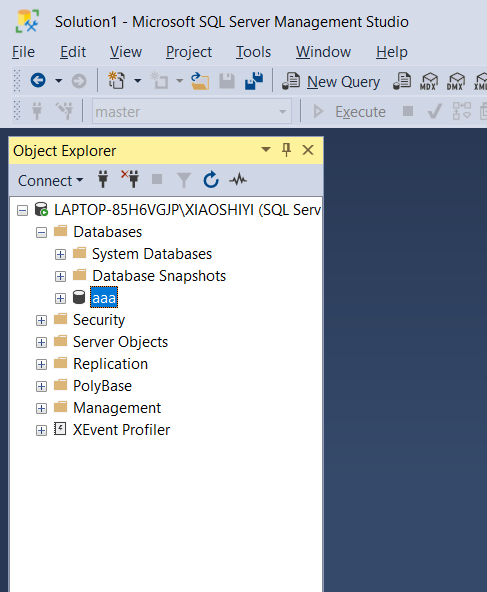 Solution1 - Microsoft SQL Server Management Studio
File Edit View Project Tools Window Help
New Query MDX DMX XM
master Execute
Object Explorer
Connect
LAPTOP-85H6VGJP\XIAOSHIYI (SQL Serv
Databases
System Databases
Database Snapshots
aaa
Security
Server Objects
Replication
PolyBase
Management
XEvent Profiler